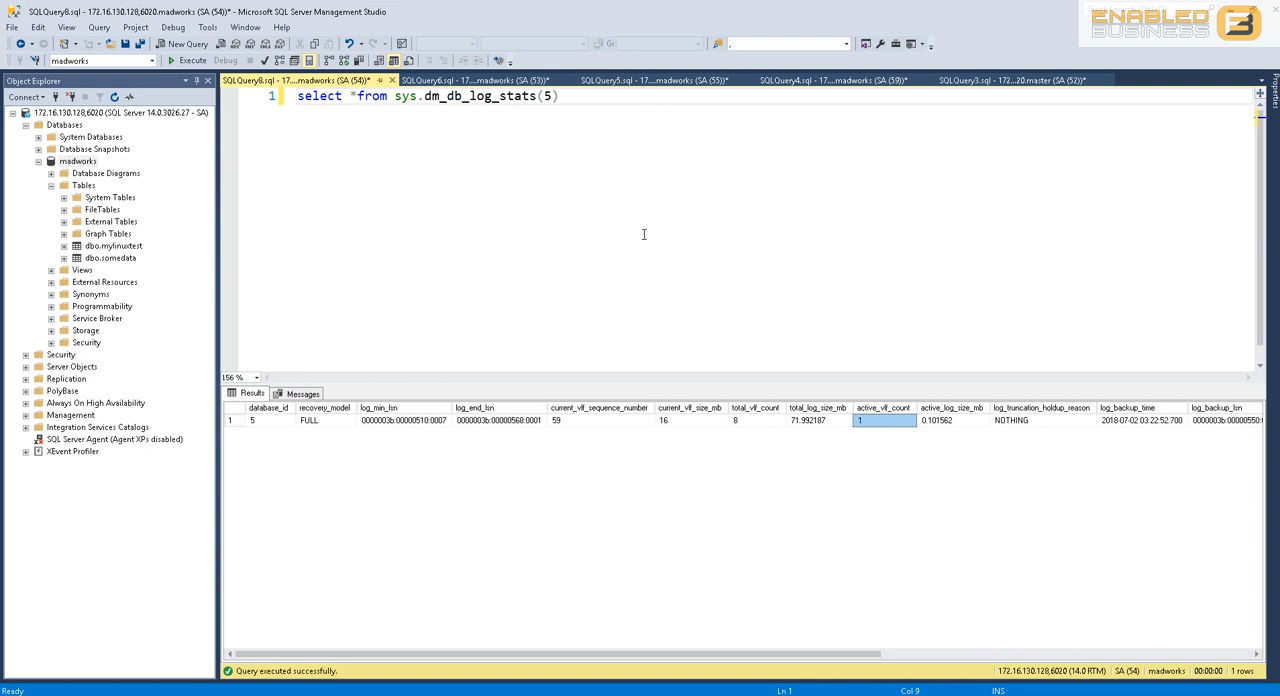 SQLQuery8.sql - 172.16.130.128,6020.madworks (SA (54))* - Microsoft SQL Server Management Studio
ENABLED
BUSINESS
File Edit View Query Project Debug Tools Window Help
New Query
madworks Execute Debug
Object Explorer
SQLQuery8.sql - 17....madworks (SA (54))* SQLQuery6.sql - 17....madworks (SA (53))* SQLQuery5.sql - 17....madworks (SA (55))* SQLQuery4.sql - 17....madworks (SA (59))* SQLQuery3.sql - 172...20.master (SA (52))*
Properties
Connect
1 select *from sys.dm_db_log_stats(5)
172.16.130.128,6020 (SQL Server 14.0.3026.27 - SA)
Databases
System Databases
Database Snapshots
madworks
Database Diagrams
Tables
System Tables
FileTables
External Tables
Graph Tables
dbo.mylinuxtest
dbo.somedata
Views
External Resources
Synonyms
Programmability
Service Broker
Storage
Security
Security
Server Objects
Replication
PolyBase
Always On High Availability
Management
Integration Services Catalogs
SQL Server Agent (Agent XPs disabled)
XEvent Profiler
156 %
Results Messages
database_id recovery_model log_min_lsn log_end_lsn current_vlf_sequence_number current_vlf_size_mb total_vlf_count total_log_size_mb active_vlf_count active_log_size_mb log_truncation_holdup_reason log_backup_time log_backup_lsn
1 5 FULL 0000003b:00000510:0007 0000003b:00000568:0001 59 16 8 71.992187 1 0.101562 NOTHING 2018-07-02 03:22:52.700 0000003b:00000550:
Query executed successfully. 172.16.130.128,6020 (14.0 RTM) SA (54) madworks 00:00:00 1 rows
Ready Ln 1 Col 9 INS